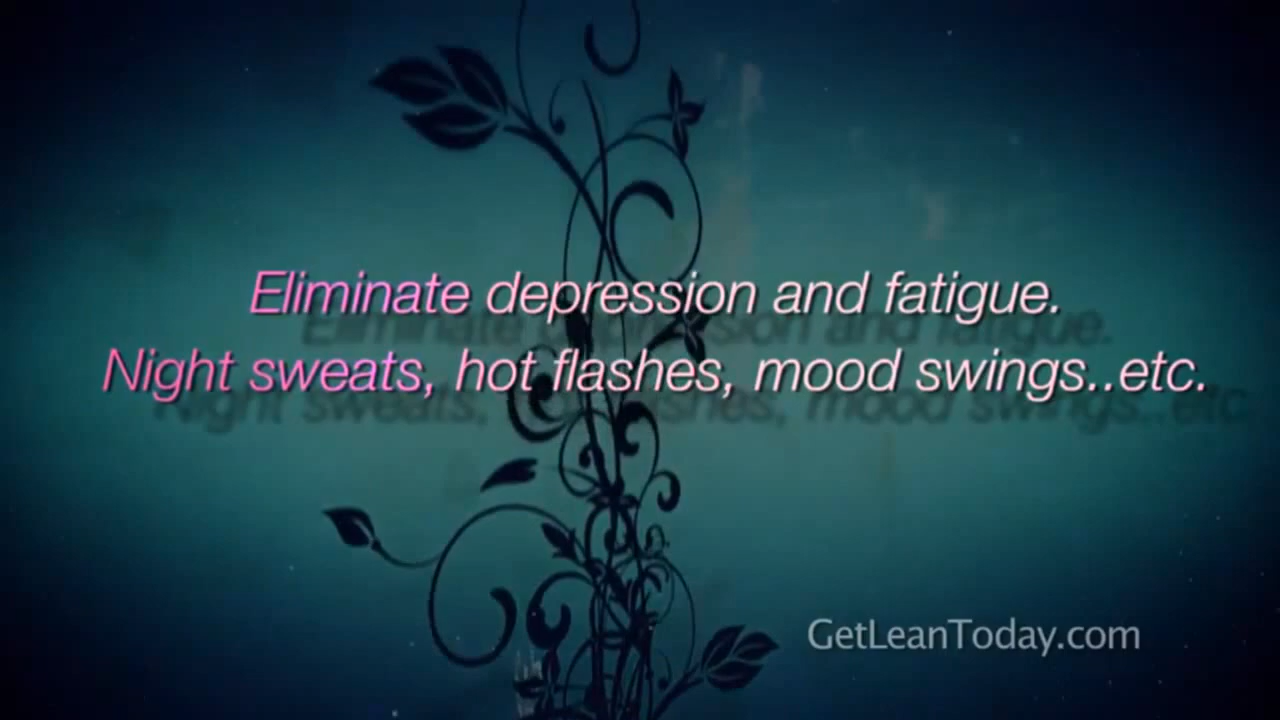 Eliminate depression and fatigue.
Night sweats, hot flashes, mood swings..etc.
GetLeanToday.com